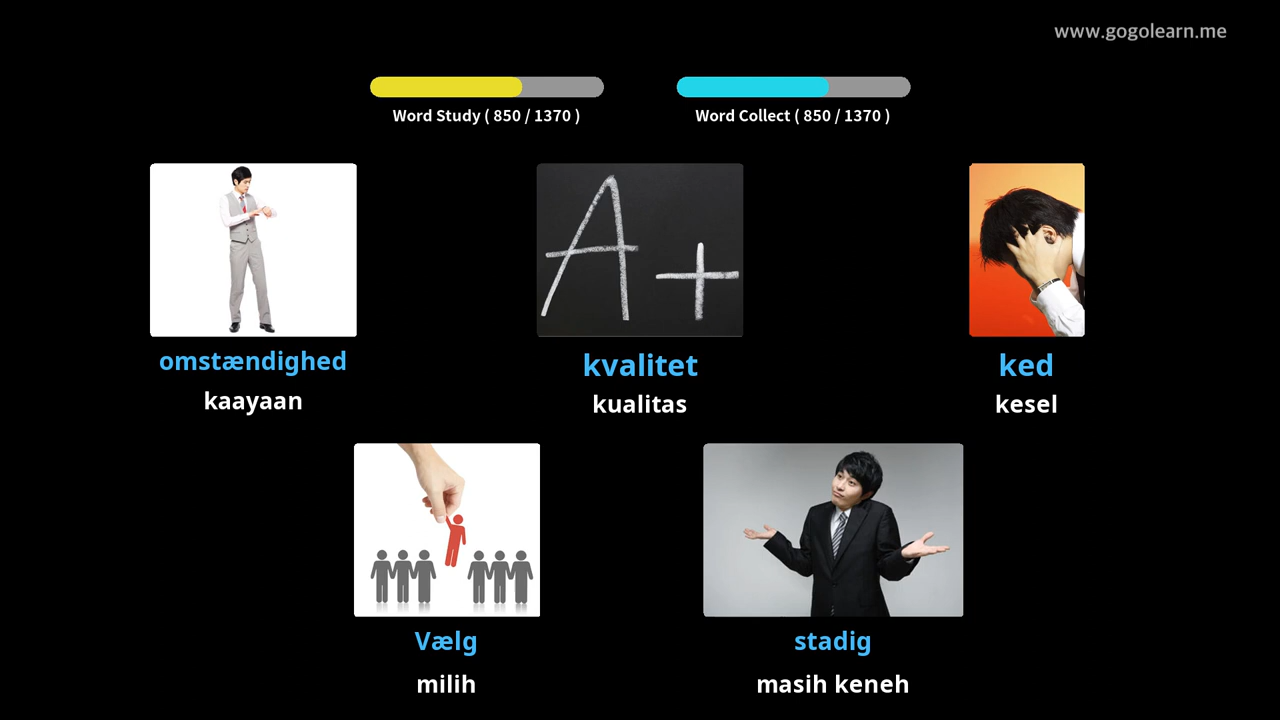 www.gogolearn.me
Word Study ( 850 / 1370 )
Word Collect ( 850 / 1370 )
A+
omstændighed
kvalitet
ked
kaayaan
kualitas
kesel
Vælg
stadig
milih
masih keneh